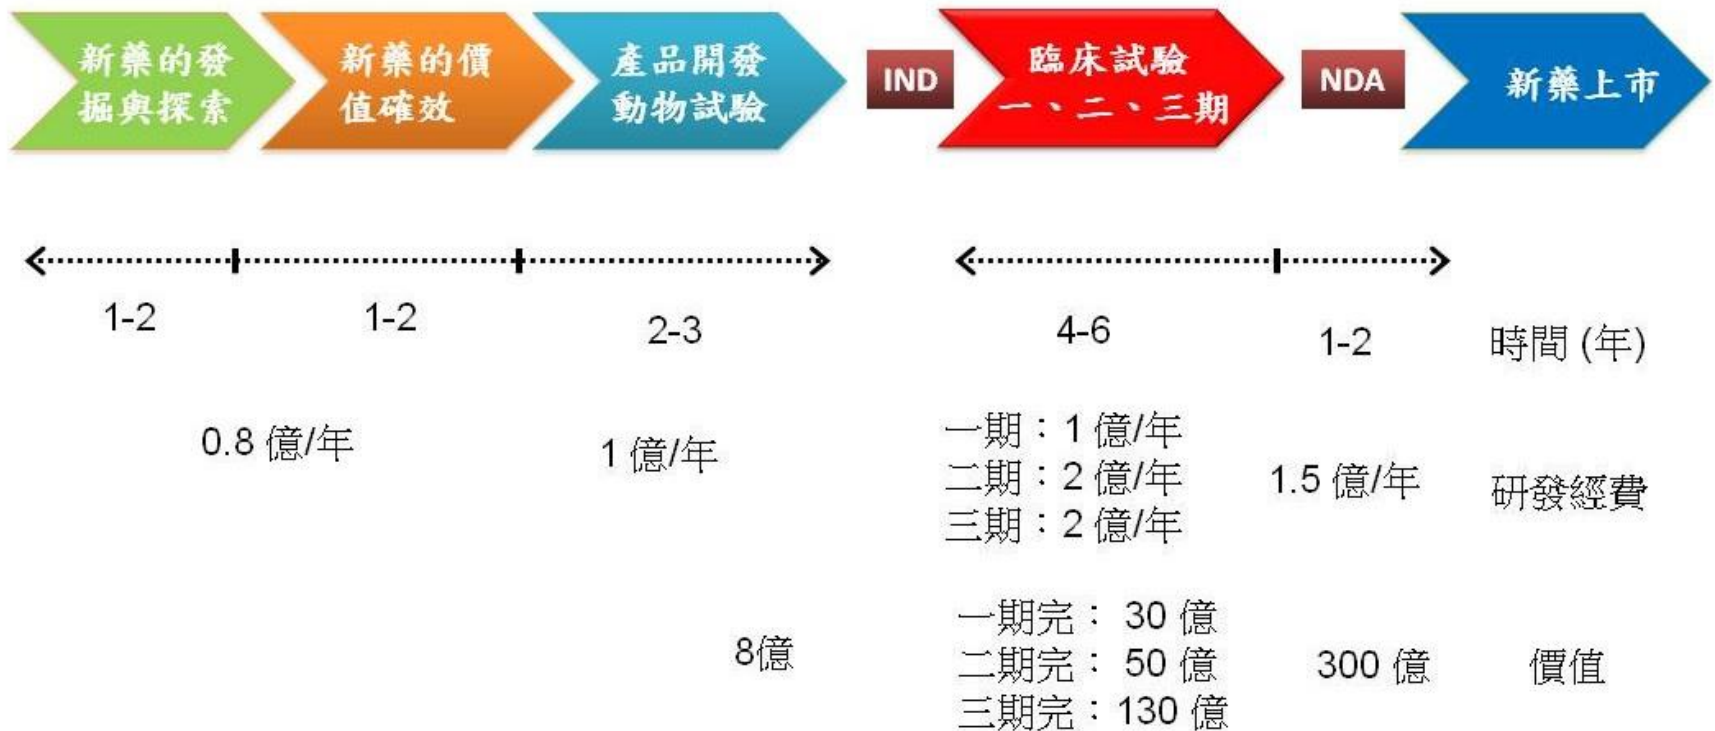 新藥的發
掘與探索
新藥的價
值確效
產品開發
動物試驗
IND
臨床試驗
一、二、三期
NDA
新藥上市
1-2
1-2
2-3
4-6
1-2
時間 (年)
0.8 億/年
1 億/年
一期：1 億/年
二期：2 億/年
三期：2 億/年
1.5 億/年
研發經費
8億
一期完： 30 億
二期完： 50 億
三期完：130 億
300 億
價值